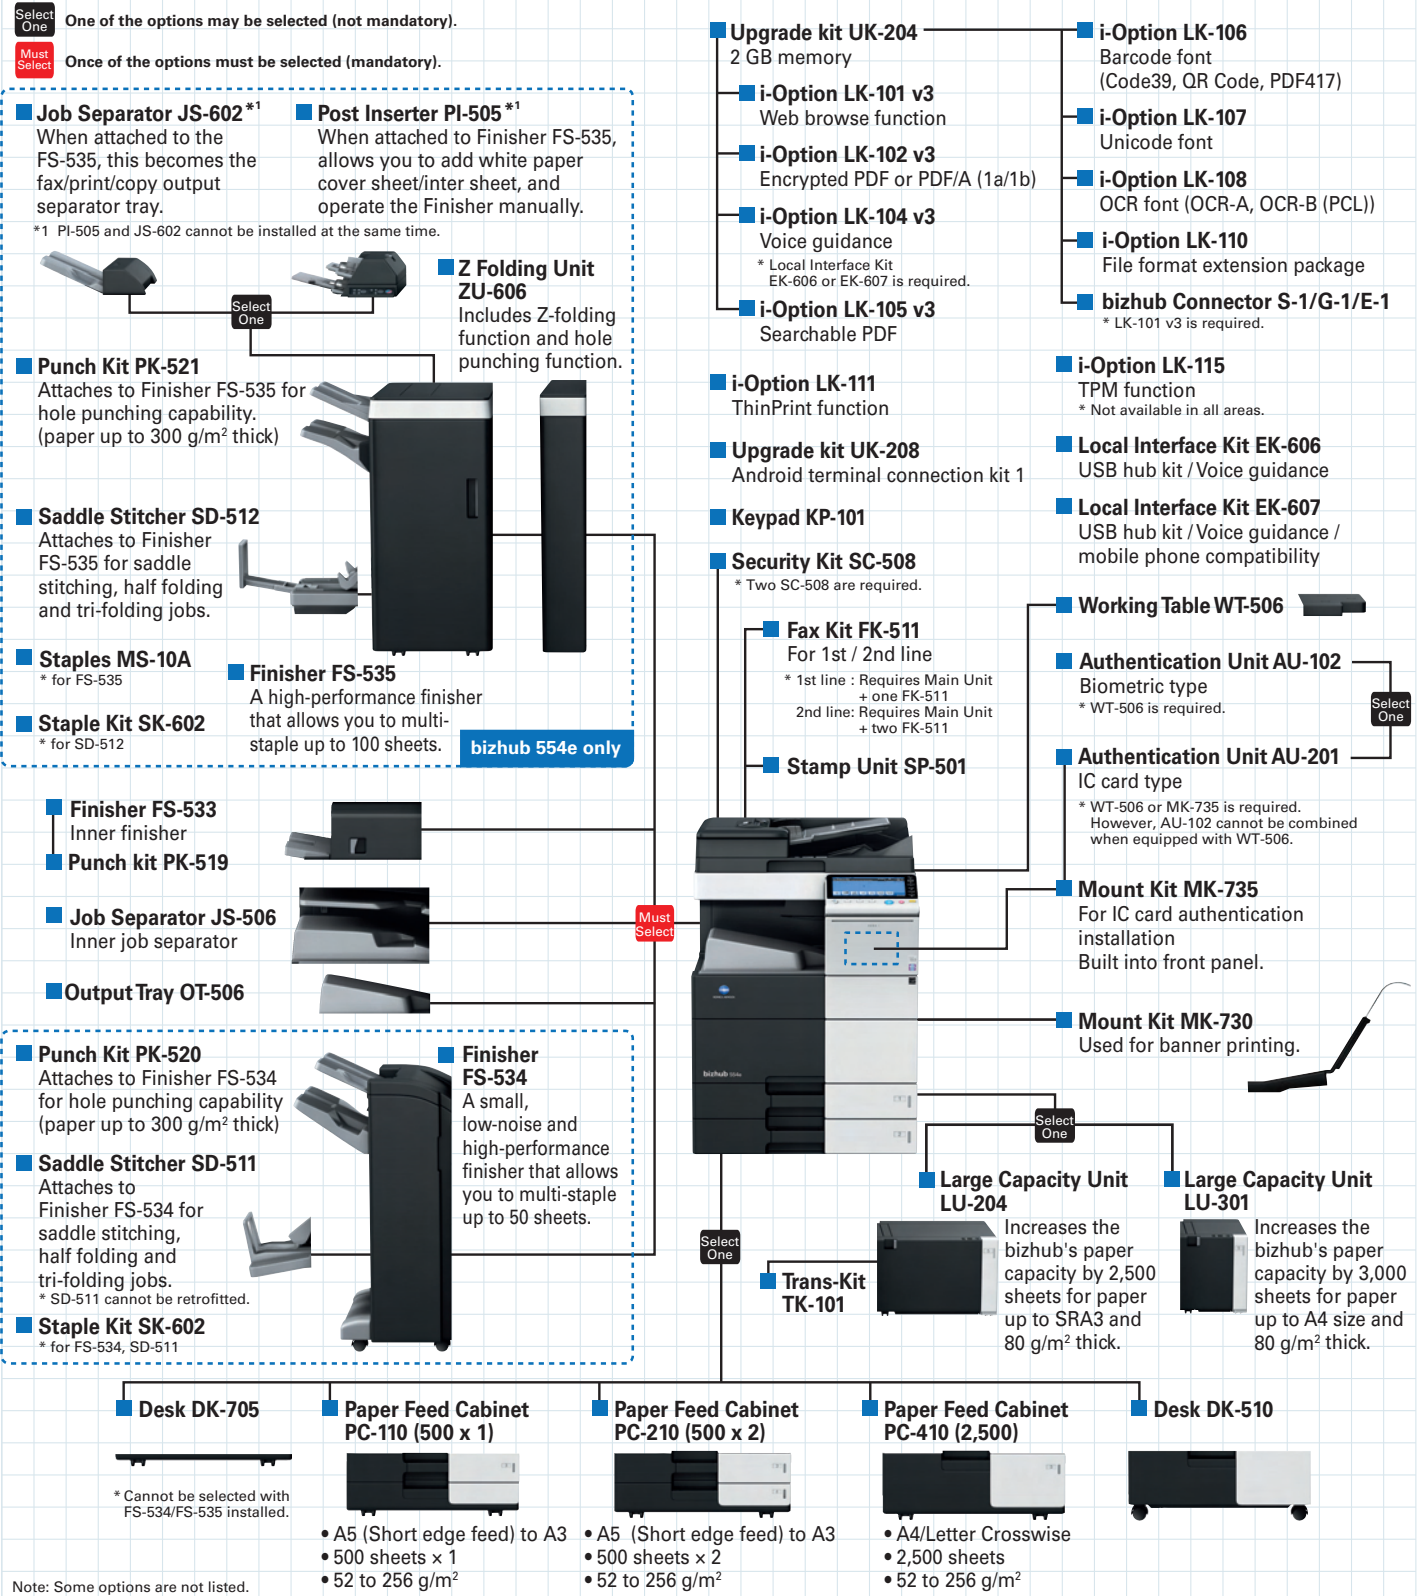 Select
One
One of the options may be selected (not mandatory).
Must
Select
Once of the options must be selected (mandatory).
Job Separator JS-602*1
When attached to the
FS-535, this becomes the
fax/print/copy output
separator tray.
Post Inserter PI-505*1
When attached to Finisher FS-535,
allows you to add white paper
cover sheet/inter sheet, and
operate the Finisher manually.
*1 PI-505 and JS-602 cannot be installed at the same time.
Select
One
Z Folding Unit
ZU-606
Includes Z-folding
function and hole
punching function.
Punch Kit PK-521
Attaches to Finisher FS-535 for
hole punching capability.
(paper up to 300 g/m² thick)
Saddle Stitcher SD-512
Attaches to Finisher
FS-535 for saddle
stitching, half folding
and tri-folding jobs.
Staples MS-10A
* for FS-535
Staple Kit SK-602
* for SD-512
Finisher FS-535
A high-performance finisher
that allows you to multi-
staple up to 100 sheets.
bizhub 554e only
Finisher FS-533
Inner finisher
Punch kit PK-519
Job Separator JS-506
Inner job separator
Output Tray OT-506
Must
Select
Punch Kit PK-520
Attaches to Finisher FS-534
for hole punching capability
(paper up to 300 g/m² thick)
Saddle Stitcher SD-511
Attaches to
Finisher FS-534 for
saddle stitching,
half folding and
tri-folding jobs.
* SD-511 cannot be retrofitted.
Staple Kit SK-602
* for FS-534, SD-511
Finisher
FS-534
A small,
low-noise and
high-performance
finisher that allows
you to multi-staple
up to 50 sheets.
Upgrade kit UK-204
2 GB memory
i-Option LK-101 v3
Web browse function
i-Option LK-102 v3
Encrypted PDF or PDF/A (1a/1b)
i-Option LK-104 v3
Voice guidance
* Local Interface Kit
EK-606 or EK-607 is required.
i-Option LK-105 v3
Searchable PDF
i-Option LK-111
ThinPrint function
Upgrade kit UK-208
Android terminal connection kit 1
Keypad KP-101
Security Kit SC-508
* Two SC-508 are required.
Fax Kit FK-511
For 1st / 2nd line
* 1st line : Requires Main Unit
+ one FK-511
2nd line: Requires Main Unit
+ two FK-511
Stamp Unit SP-501
i-Option LK-106
Barcode font
(Code39, QR Code, PDF417)
i-Option LK-107
Unicode font
i-Option LK-108
OCR font (OCR-A, OCR-B (PCL))
i-Option LK-110
File format extension package
bizhub Connector S-1/G-1/E-1
* LK-101 v3 is required.
i-Option LK-115
TPM function
* Not available in all areas.
Local Interface Kit EK-606
USB hub kit / Voice guidance
Local Interface Kit EK-607
USB hub kit / Voice guidance /
mobile phone compatibility
Working Table WT-506
Authentication Unit AU-102
Biometric type
* WT-506 is required.
Select
One
Authentication Unit AU-201
IC card type
* WT-506 or MK-735 is required.
However, AU-102 cannot be combined
when equipped with WT-506.
Mount Kit MK-735
For IC card authentication
installation
Built into front panel.
Mount Kit MK-730
Used for banner printing.
bizhub 554e
Select
One
Large Capacity Unit
LU-204
Increases the
bizhub's paper
capacity by 2,500
sheets for paper
up to SRA3 and
80 g/m² thick.
Large Capacity Unit
LU-301
Increases the
bizhub's paper
capacity by 3,000
sheets for paper
up to A4 size and
80 g/m² thick.
Trans-Kit
TK-101
Select
One
Desk DK-705
* Cannot be selected with
FS-534/FS-535 installed.
Paper Feed Cabinet
PC-110 (500 x 1)
• A5 (Short edge feed) to A3
• 500 sheets × 1
• 52 to 256 g/m²
Paper Feed Cabinet
PC-210 (500 x 2)
• A5 (Short edge feed) to A3
• 500 sheets × 2
• 52 to 256 g/m²
Paper Feed Cabinet
PC-410 (2,500)
• A4/Letter Crosswise
• 2,500 sheets
• 52 to 256 g/m²
Desk DK-510
Note: Some options are not listed.